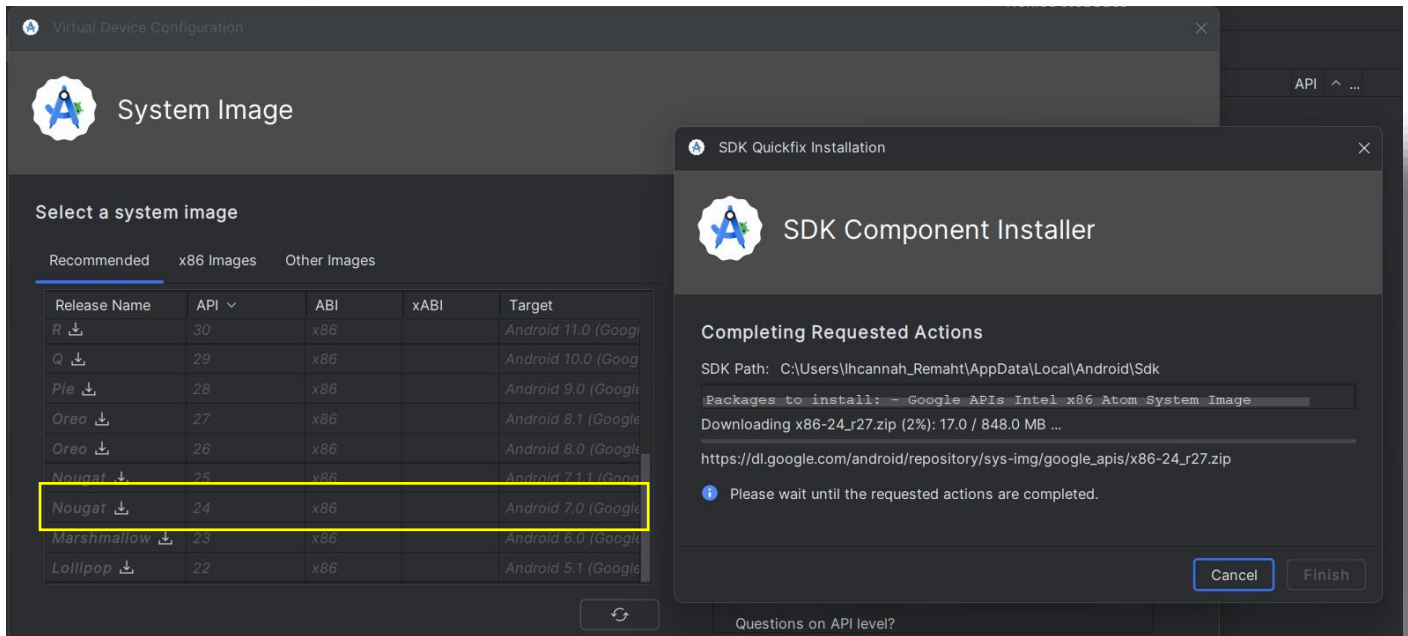 Virtual Device Configuration
System Image
API ^ ...
Select a system image
Recommended x86 Images Other Images
Release Name API ABI xABI Target
R 30 x86 Android 11.0 (Googl
Q 29 x86 Android 10.0 (Goog
Pie 28 x86 Android 9.0 (Google
Oreo 27 x86 Android 8.1 (Google
Oreo 26 x86 Android 8.0 (Google
Nougat 25 x86 Android 7.1.1 (Goog
Nougat 24 x86 Android 7.0 (Google
Marshmallow 23 x86 Android 6.0 (Google
Lollipop 22 x86 Android 5.1 (Google
SDK Quickfix Installation
SDK Component Installer
Completing Requested Actions
SDK Path: C:\Users\lhcannah_Remaht\AppData\Local\Android\Sdk
Packages to install: - Google APIs Intel x86 Atom System Image
Downloading x86-24_r27.zip (2%): 17.0 / 848.0 MB ...
https://dl.google.com/android/repository/sys-img/google_apis/x86-24_r27.zip
Please wait until the requested actions are completed.
Cancel Finish
Questions on API level?